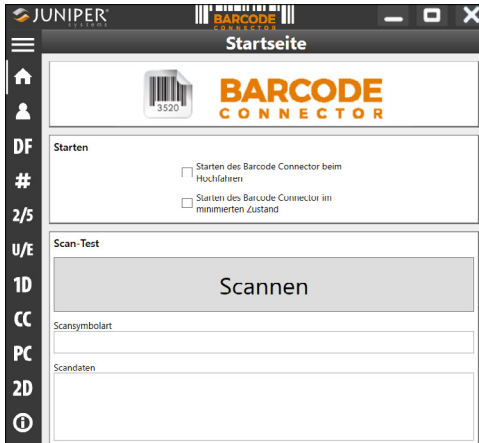 JUNIPER
systems
BARCODE
CONNECTOR
Startseite
3520
BARCODE
CONNECTOR
DF
Starten
Starten des Barcode Connector beim
Hochfahren
#
Starten des Barcode Connector im
minimierten Zustand
2/5
U/E
Scan-Test
1D
Scannen
CC
Scansymbolart
PC
Scandaten
2D